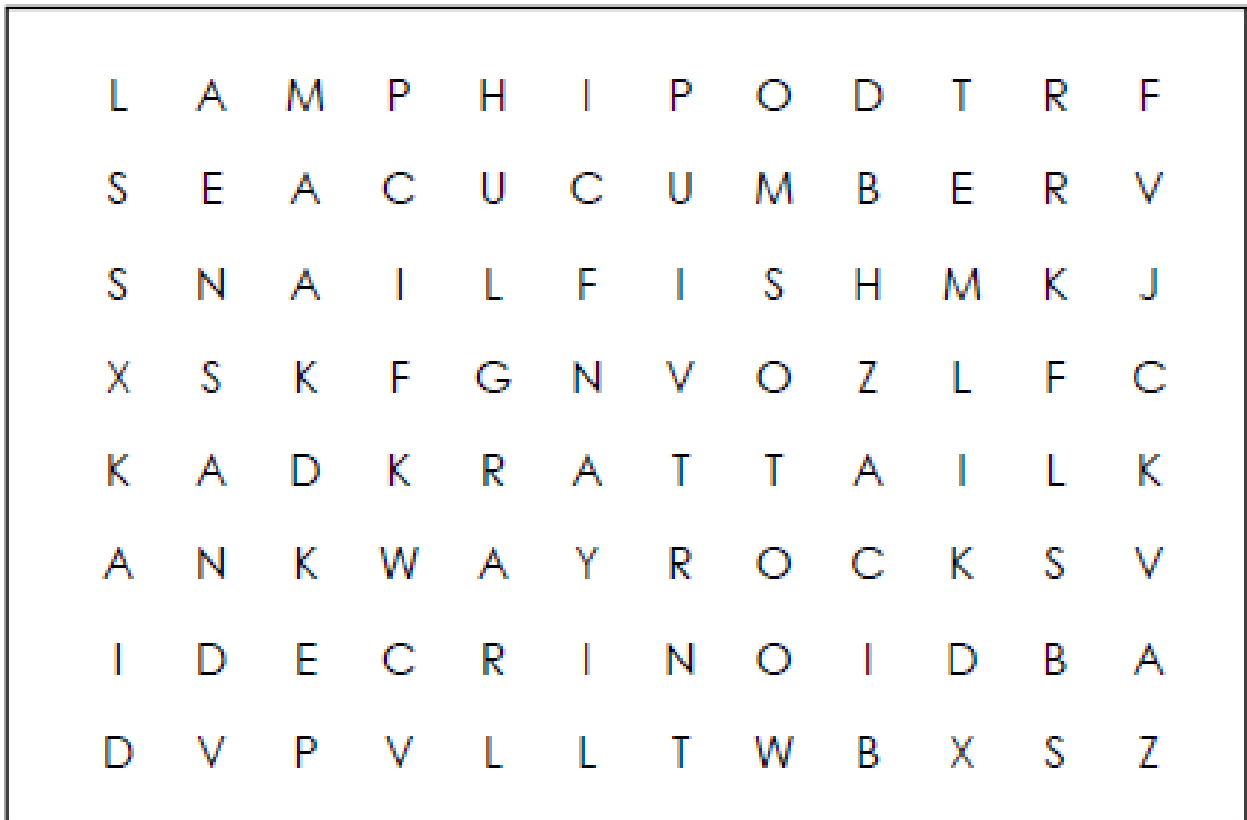 L A M P H I P O D T R F
S E A C U C U M B E R V
S N A I L F I S H M K J
X S K F G N V O Z L F C
K A D K R A T T A I L K
A N K W A Y R O C K S V
I D E C R I N O I D B A
D V P V L L T W B X S Z